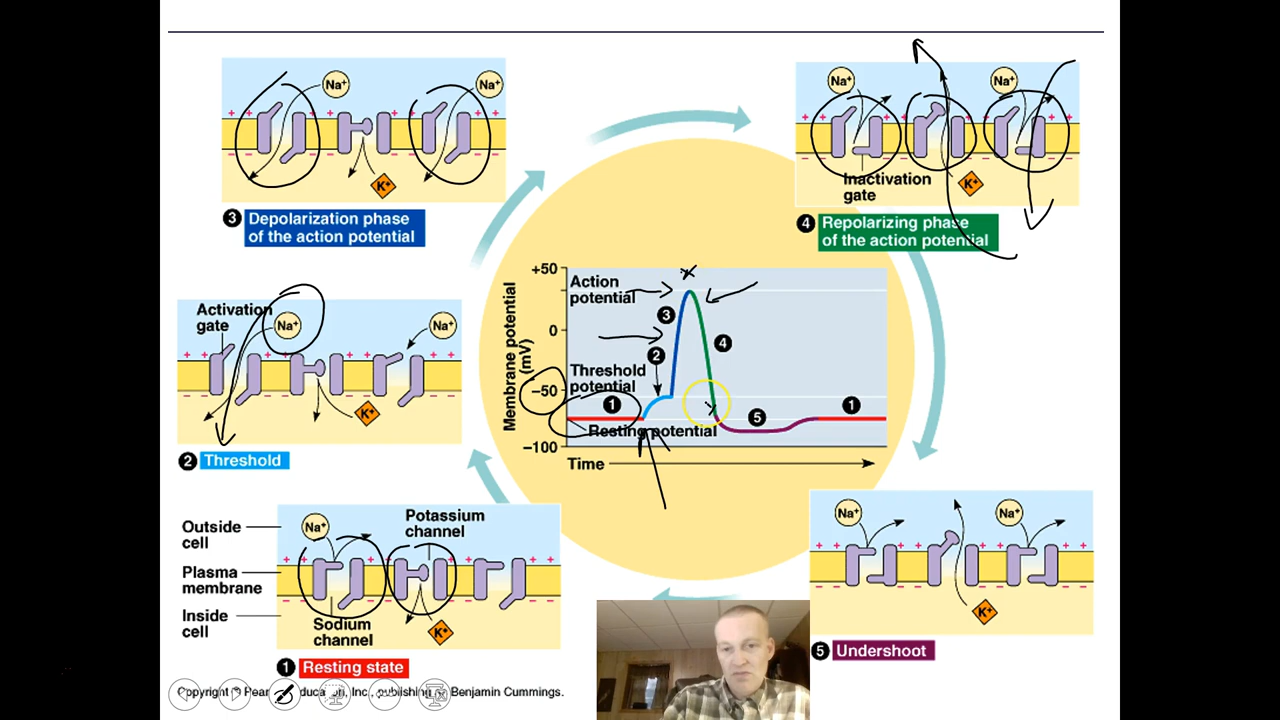 Na⁺
Na⁺
K⁺
3 Depolarization phase
of the action potential
Na⁺
Na⁺
Inactivation
gate
K⁺
4 Repolarizing phase
of the action potential
Activation
gate
Na⁺
Na⁺
K⁺
2 Threshold
Membrane potential
(mV)
+50
0
−50
−100
Action
potential
3
2
4
Threshold
potential
1
5
1
Resting potential
Time
Outside
cell
Plasma
membrane
Inside
cell
Na⁺
Potassium
channel
Sodium
channel
K⁺
1 Resting state
Na⁺
Na⁺
K⁺
5 Undershoot
Copyright © Inc., publishing Benjamin Cummings.